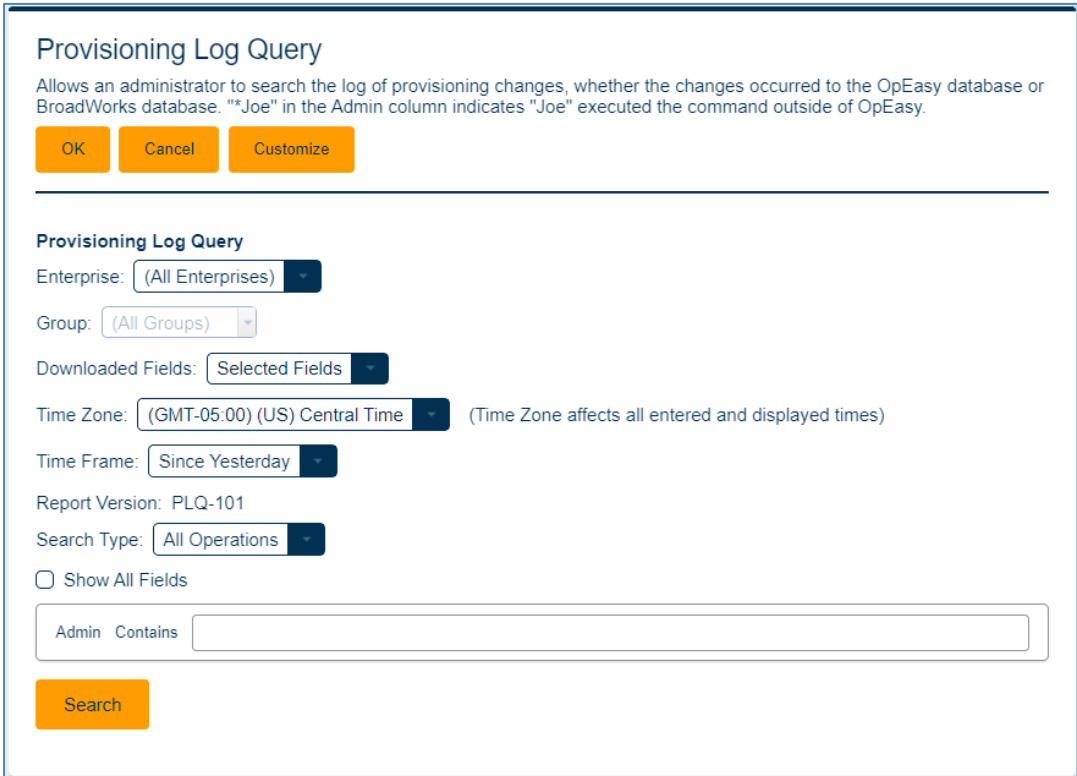 Provisioning Log Query
Allows an administrator to search the log of provisioning changes, whether the changes occurred to the OpEasy database or
BroadWorks database. "*Joe" in the Admin column indicates "Joe" executed the command outside of OpEasy.
OK Cancel Customize
Provisioning Log Query
Enterprise: (All Enterprises)
Group: (All Groups)
Downloaded Fields: Selected Fields
Time Zone: (GMT-05:00) (US) Central Time (Time Zone affects all entered and displayed times)
Time Frame: Since Yesterday
Report Version: PLQ-101
Search Type: All Operations
Show All Fields
Admin Contains
Search